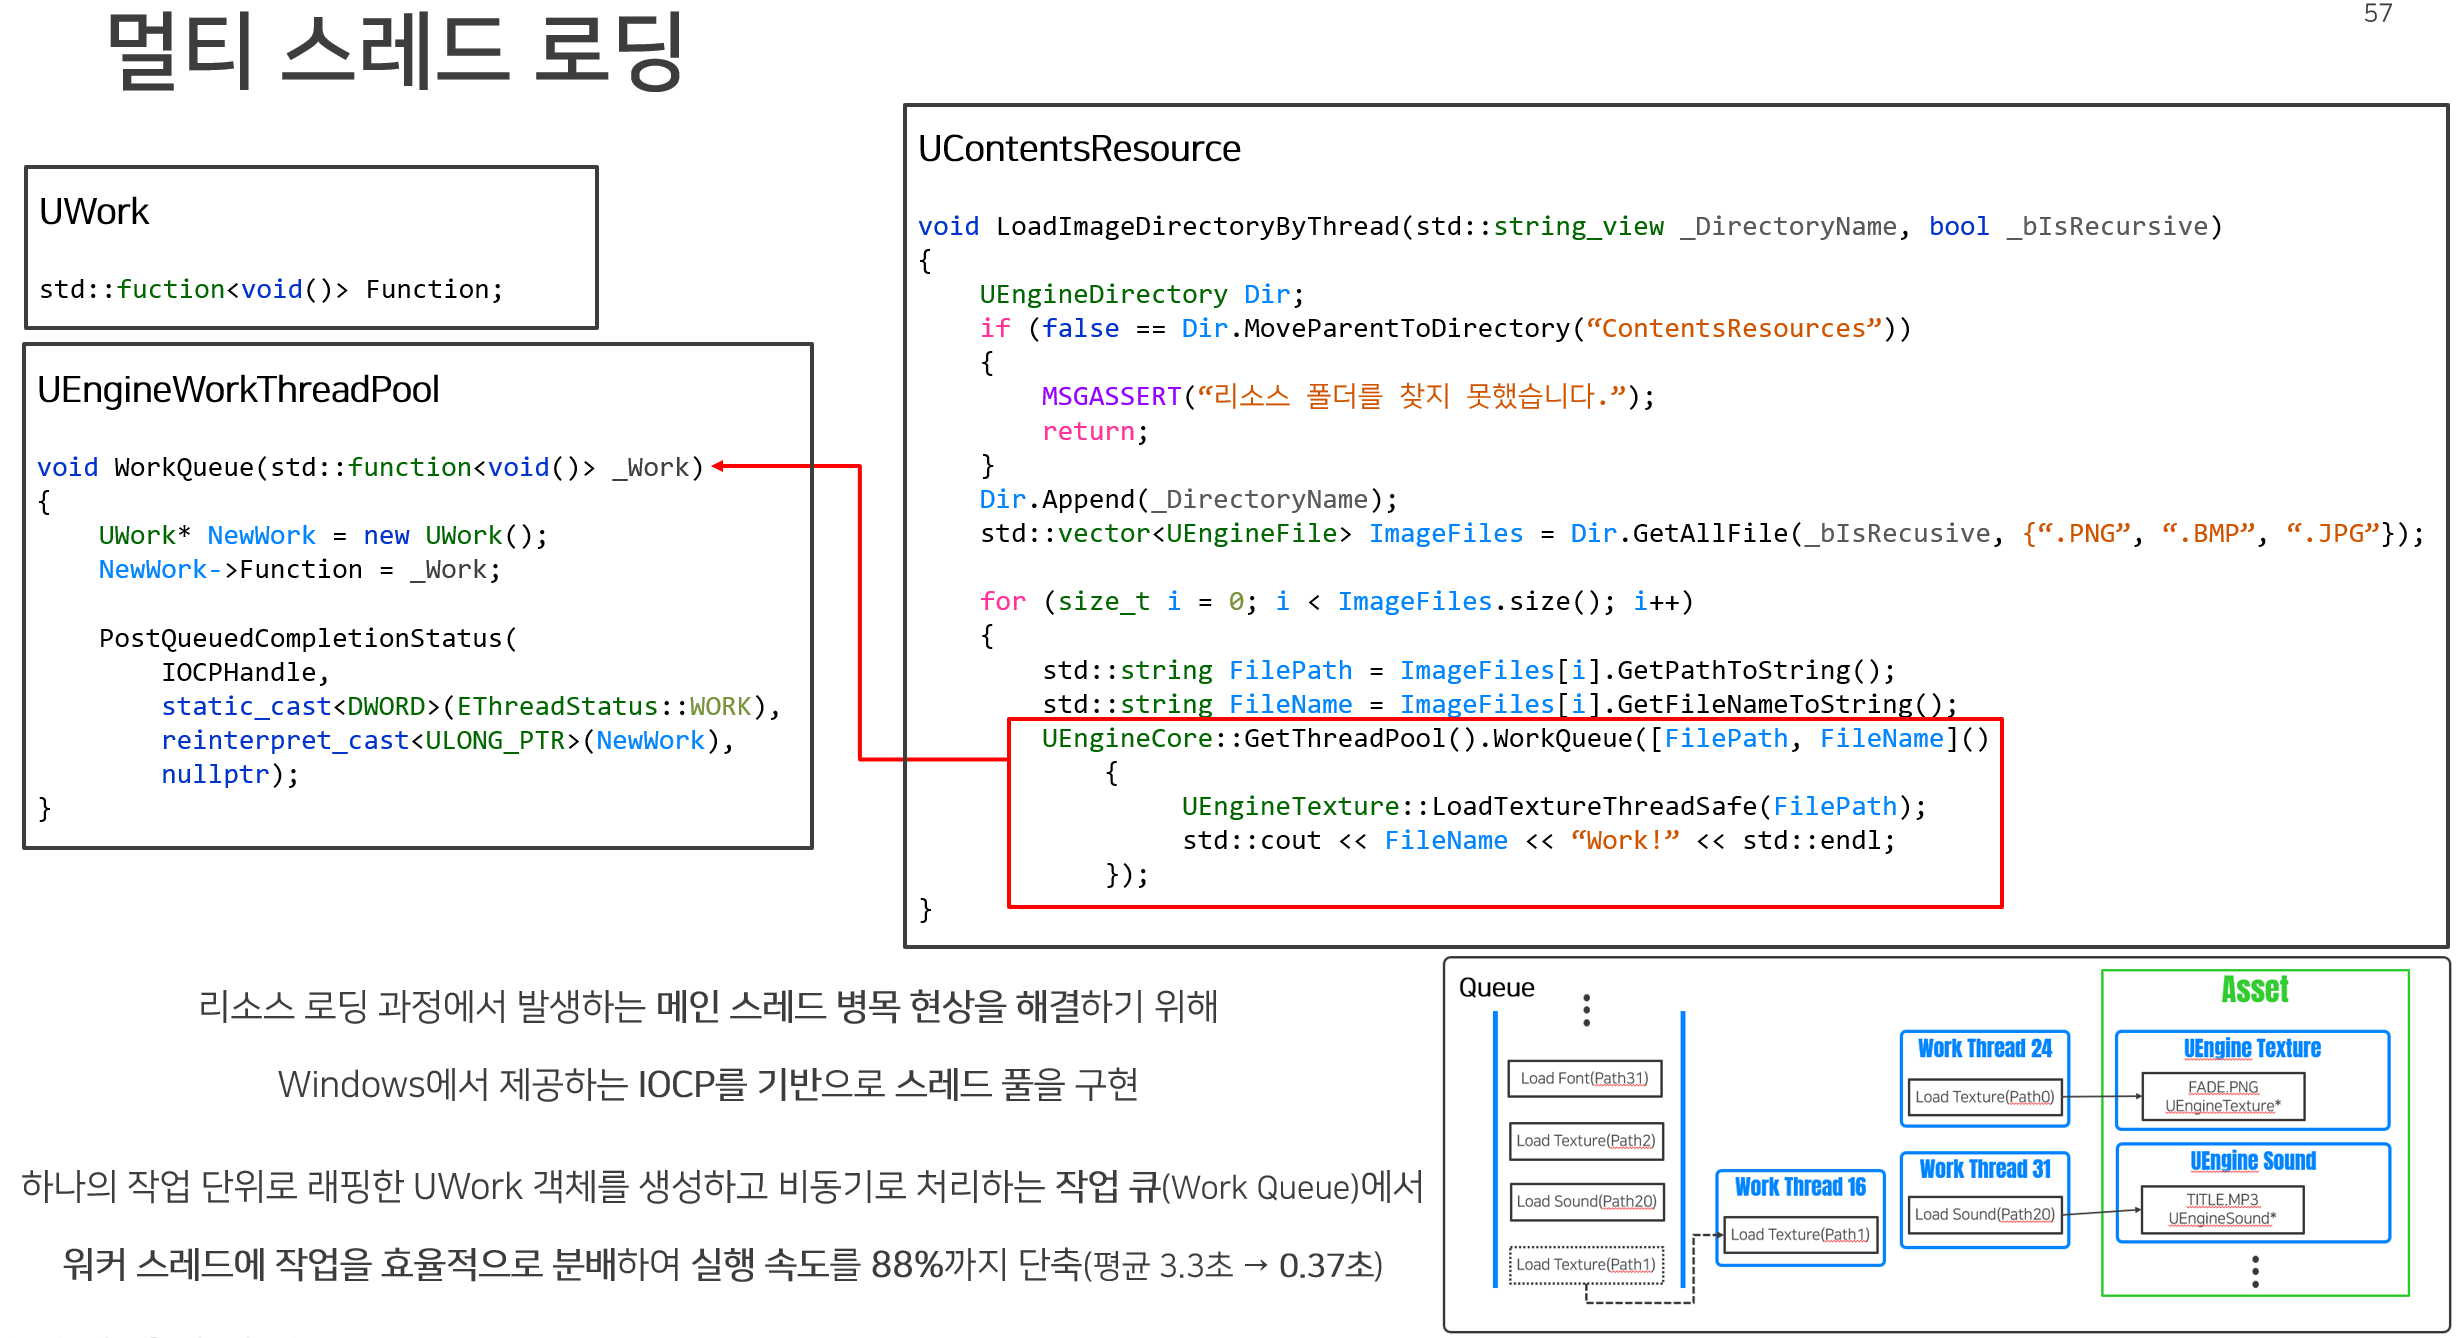 57
멀티 스레드 로딩
UWork
std::fuction<void()> Function;
UEngineWorkThreadPool
void WorkQueue(std::function<void()> _Work)
{
UWork* NewWork = new UWork();
NewWork->Function = _Work;
PostQueuedCompletionStatus(
IOCPHandle,
static_cast<DWORD>(EThreadStatus::WORK),
reinterpret_cast<ULONG_PTR>(NewWork),
nullptr);
}
UContentsResource
void LoadImageDirectoryByThread(std::string_view _DirectoryName, bool _bIsRecursive)
{
UEngineDirectory Dir;
if (false == Dir.MoveParentToDirectory(“ContentsResources”))
{
MSGASSERT(“리소스 폴더를 찾지 못했습니다.”);
return;
}
Dir.Append(_DirectoryName);
std::vector<UEngineFile> ImageFiles = Dir.GetAllFile(_bIsRecusive, {“.PNG”, “.BMP”, “.JPG”});
for (size_t i = 0; i < ImageFiles.size(); i++)
{
std::string FilePath = ImageFiles[i].GetPathToString();
std::string FileName = ImageFiles[i].GetFileNameToString();
UEngineCore::GetThreadPool().WorkQueue([FilePath, FileName]()
{
UEngineTexture::LoadTextureThreadSafe(FilePath);
std::cout << FileName << “Work!” << std::endl;
});
}
리소스 로딩 과정에서 발생하는 메인 스레드 병목 현상을 해결하기 위해
Windows에서 제공하는 IOCP를 기반으로 스레드 풀을 구현
하나의 작업 단위로 래핑한 UWork 객체를 생성하고 비동기로 처리하는 작업 큐(Work Queue)에서
워커 스레드에 작업을 효율적으로 분배하여 실행 속도를 88%까지 단축(평균 3.3초 → 0.37초)
Queue
Load Font(Path31)
Load Texture(Path2)
Load Sound(Path20)
Load Texture(Path1)
Work Thread 16
Load Texture(Path1)
Work Thread 24
Load Texture(Path0)
Work Thread 31
Load Sound(Path20)
Asset
UEngine Texture
FADE.PNG
UEngineTexture*
UEngine Sound
TITLE.MP3
UEngineSound*